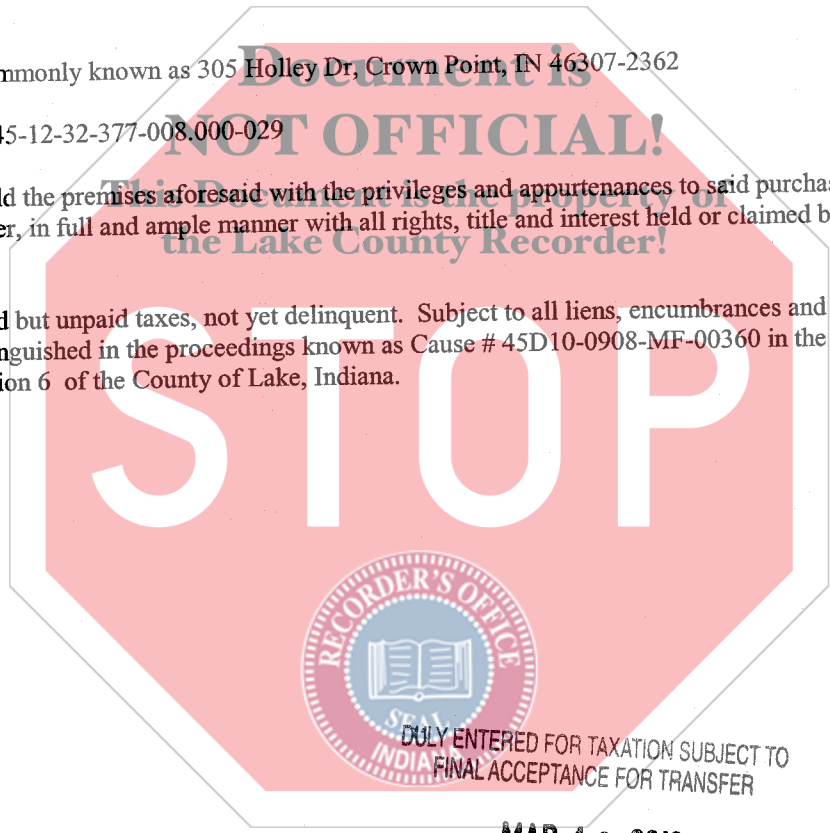 mmonly known as 305 Holley Dr, Crown Point, IN 46307-2362
Document is
NOT OFFICIAL!
This Document is the property of
the Lake County Recorder!
45-12-32-377-008.000-029
ld the premises aforesaid with the privileges and appurtenances to said purcha
er, in full and ample manner with all rights, title and interest held or claimed b
d but unpaid taxes, not yet delinquent. Subject to all liens, encumbrances and
nguished in the proceedings known as Cause # 45D10-0908-MF-00360 in the
ion 6 of the County of Lake, Indiana.
STOP
RECORDER'S OFFICE
SEAL
INDIANA
DULY ENTERED FOR TAXATION SUBJECT TO
FINAL ACCEPTANCE FOR TRANSFER
MAR